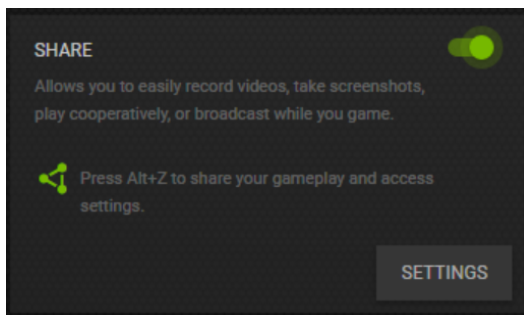 SHARE
Allows you to easily record videos, take screenshots,
play cooperatively, or broadcast while you game.
Press Alt+Z to share your gameplay and access
settings.
SETTINGS